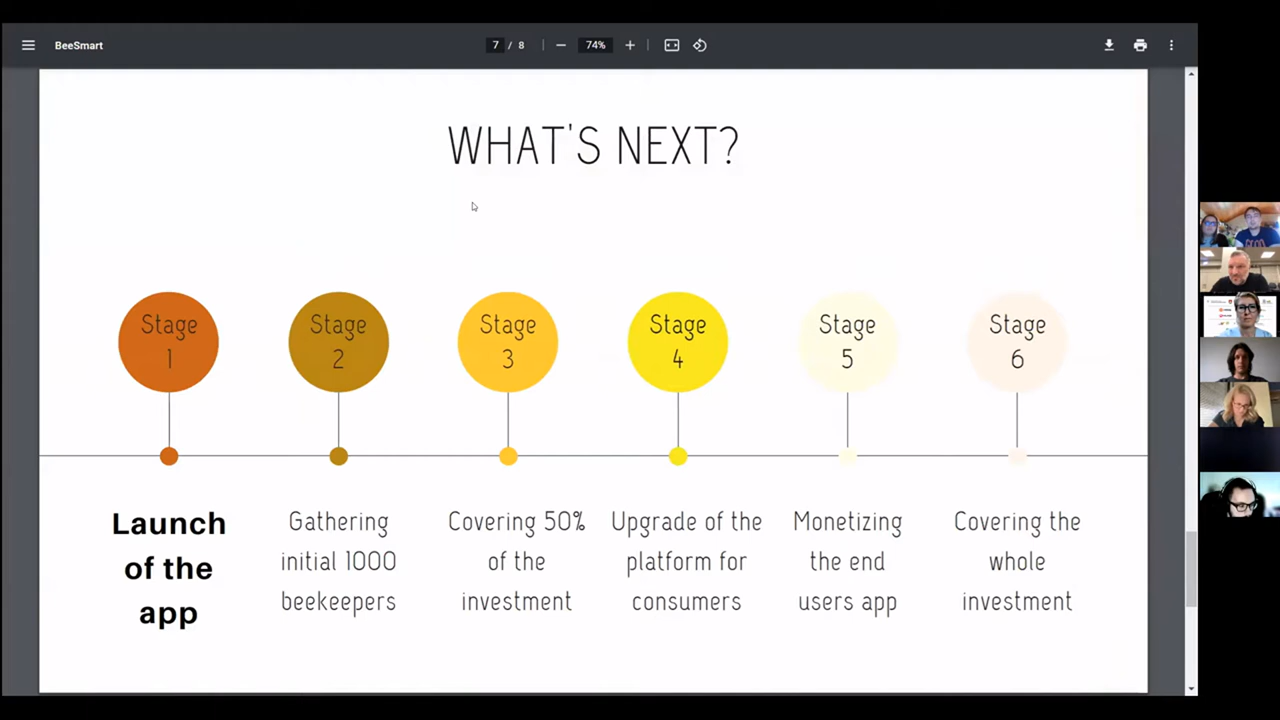 BeeSmart
7 / 8
74%
WHAT'S NEXT?
Stage
1
Stage
2
Stage
3
Stage
4
Stage
5
Stage
6
Launch
of the
app
Gathering
initial 1000
beekeepers
Covering 50%
of the
investment
Upgrade of the
platform for
consumers
Monetizing
the end
users app
Covering the
whole
investment